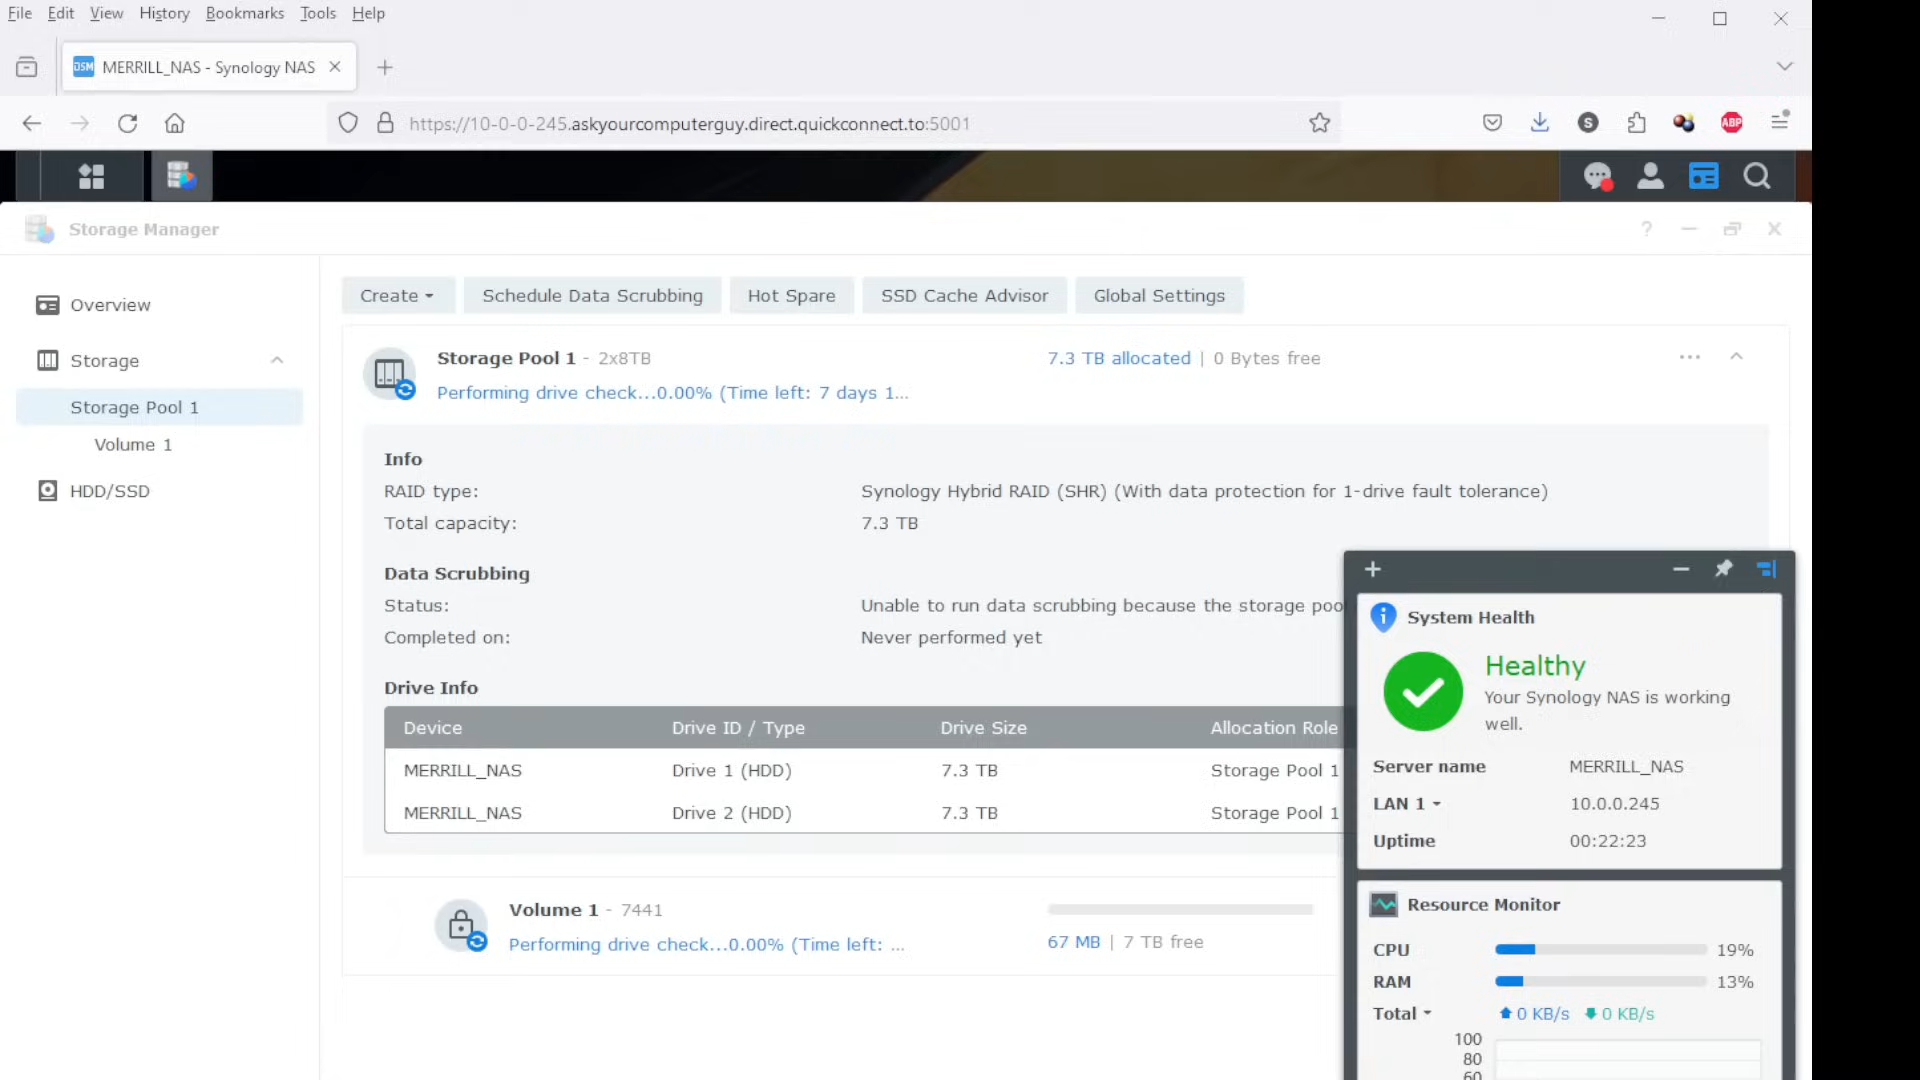 File Edit View History Bookmarks Tools Help
MERRILL_NAS - Synology NAS
https://10-0-0-245.askyourcomputerguy.direct.quickconnect.to:5001
S
ABP
Storage Manager
?
Overview
Storage
Storage Pool 1
Volume 1
HDD/SSD
Create
Schedule Data Scrubbing
Hot Spare
SSD Cache Advisor
Global Settings
Storage Pool 1 - 2x8TB
7.3 TB allocated | 0 Bytes free
Performing drive check...0.00% (Time left: 7 days 1...
Info
RAID type: Synology Hybrid RAID (SHR) (With data protection for 1-drive fault tolerance)
Total capacity: 7.3 TB
Data Scrubbing
Status: Unable to run data scrubbing because the storage poo
Completed on: Never performed yet
Drive Info
Device Drive ID / Type Drive Size Allocation Role
MERRILL_NAS Drive 1 (HDD) 7.3 TB Storage Pool 1
MERRILL_NAS Drive 2 (HDD) 7.3 TB Storage Pool 1
Volume 1 - 7441
Performing drive check...0.00% (Time left: ...
67 MB | 7 TB free
System Health
Healthy
Your Synology NAS is working
well.
Server name MERRILL_NAS
LAN 1 10.0.0.245
Uptime 00:22:23
Resource Monitor
CPU 19%
RAM 13%
Total 0 KB/s 0 KB/s
100
80
60